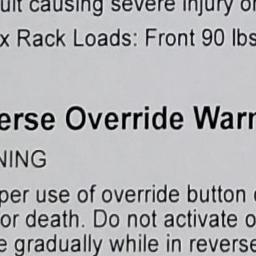 ult causing severe injury or
x Rack Loads: Front 90 lbs
erse Override Warn
NING
per use of override button
or death. Do not activate o
e gradually while in reverse